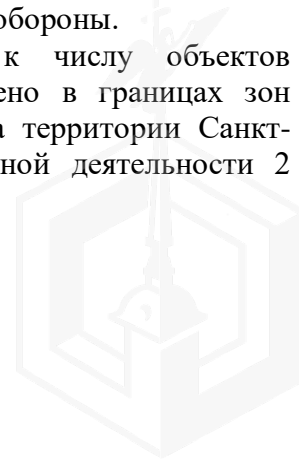 обороны.
к числу объектов
ено в границах зон
а территории Санкт-
ной деятельности 2